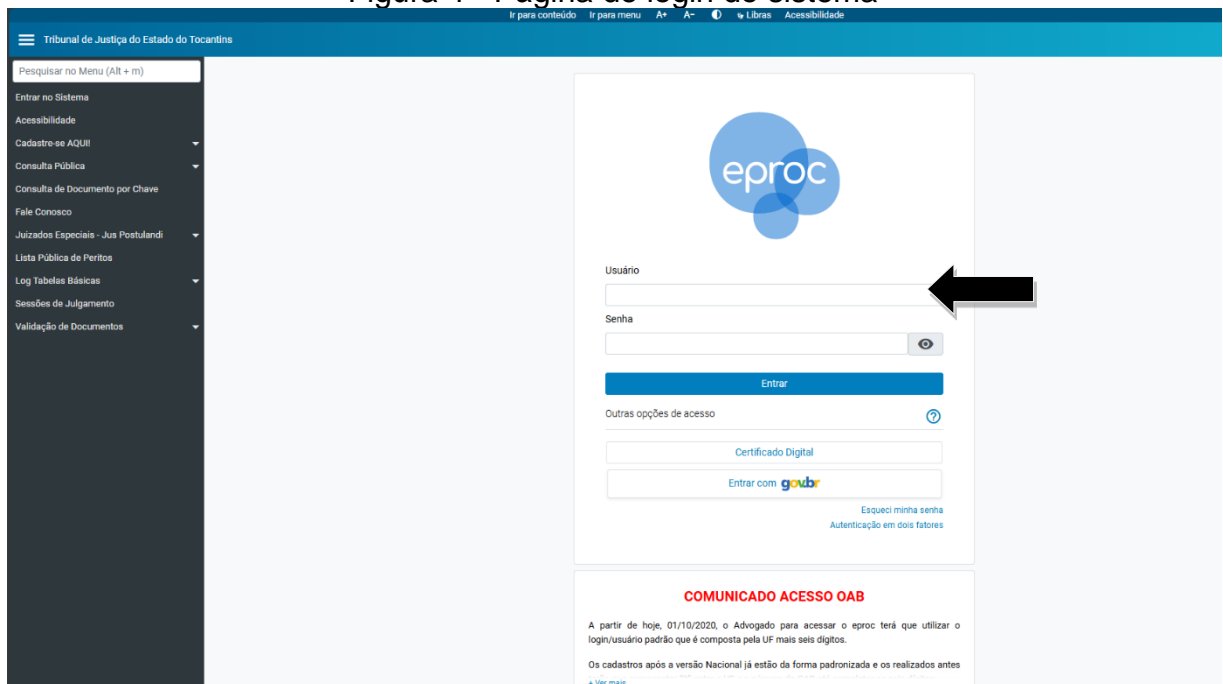 Ir para conteúdo Ir para menu A+ A- Libras Acessibilidade
Tribunal de Justiça do Estado do Tocantins
Pesquisar no Menu (Alt + m)
Entrar no Sistema
Acessibilidade
Cadastre-se AQUI!
Consulta Pública
Consulta de Documento por Chave
Fale Conosco
Juizados Especiais - Jus Postulandi
Lista Pública de Peritos
Log Tabelas Básicas
Sessões de Julgamento
Validação de Documentos
eproc
Usuário
Senha
Entrar
Outras opções de acesso
?
Certificado Digital
Entrar com gov.br
Esqueci minha senha
Autenticação em dois fatores
COMUNICADO ACESSO OAB
A partir de hoje, 01/10/2020, o Advogado para acessar o eproc terá que utilizar o
login/usuário padrão que é composta pela UF mais seis dígitos.
Os cadastros após a versão Nacional já estão da forma padronizada e os realizados antes
+ Ver mais